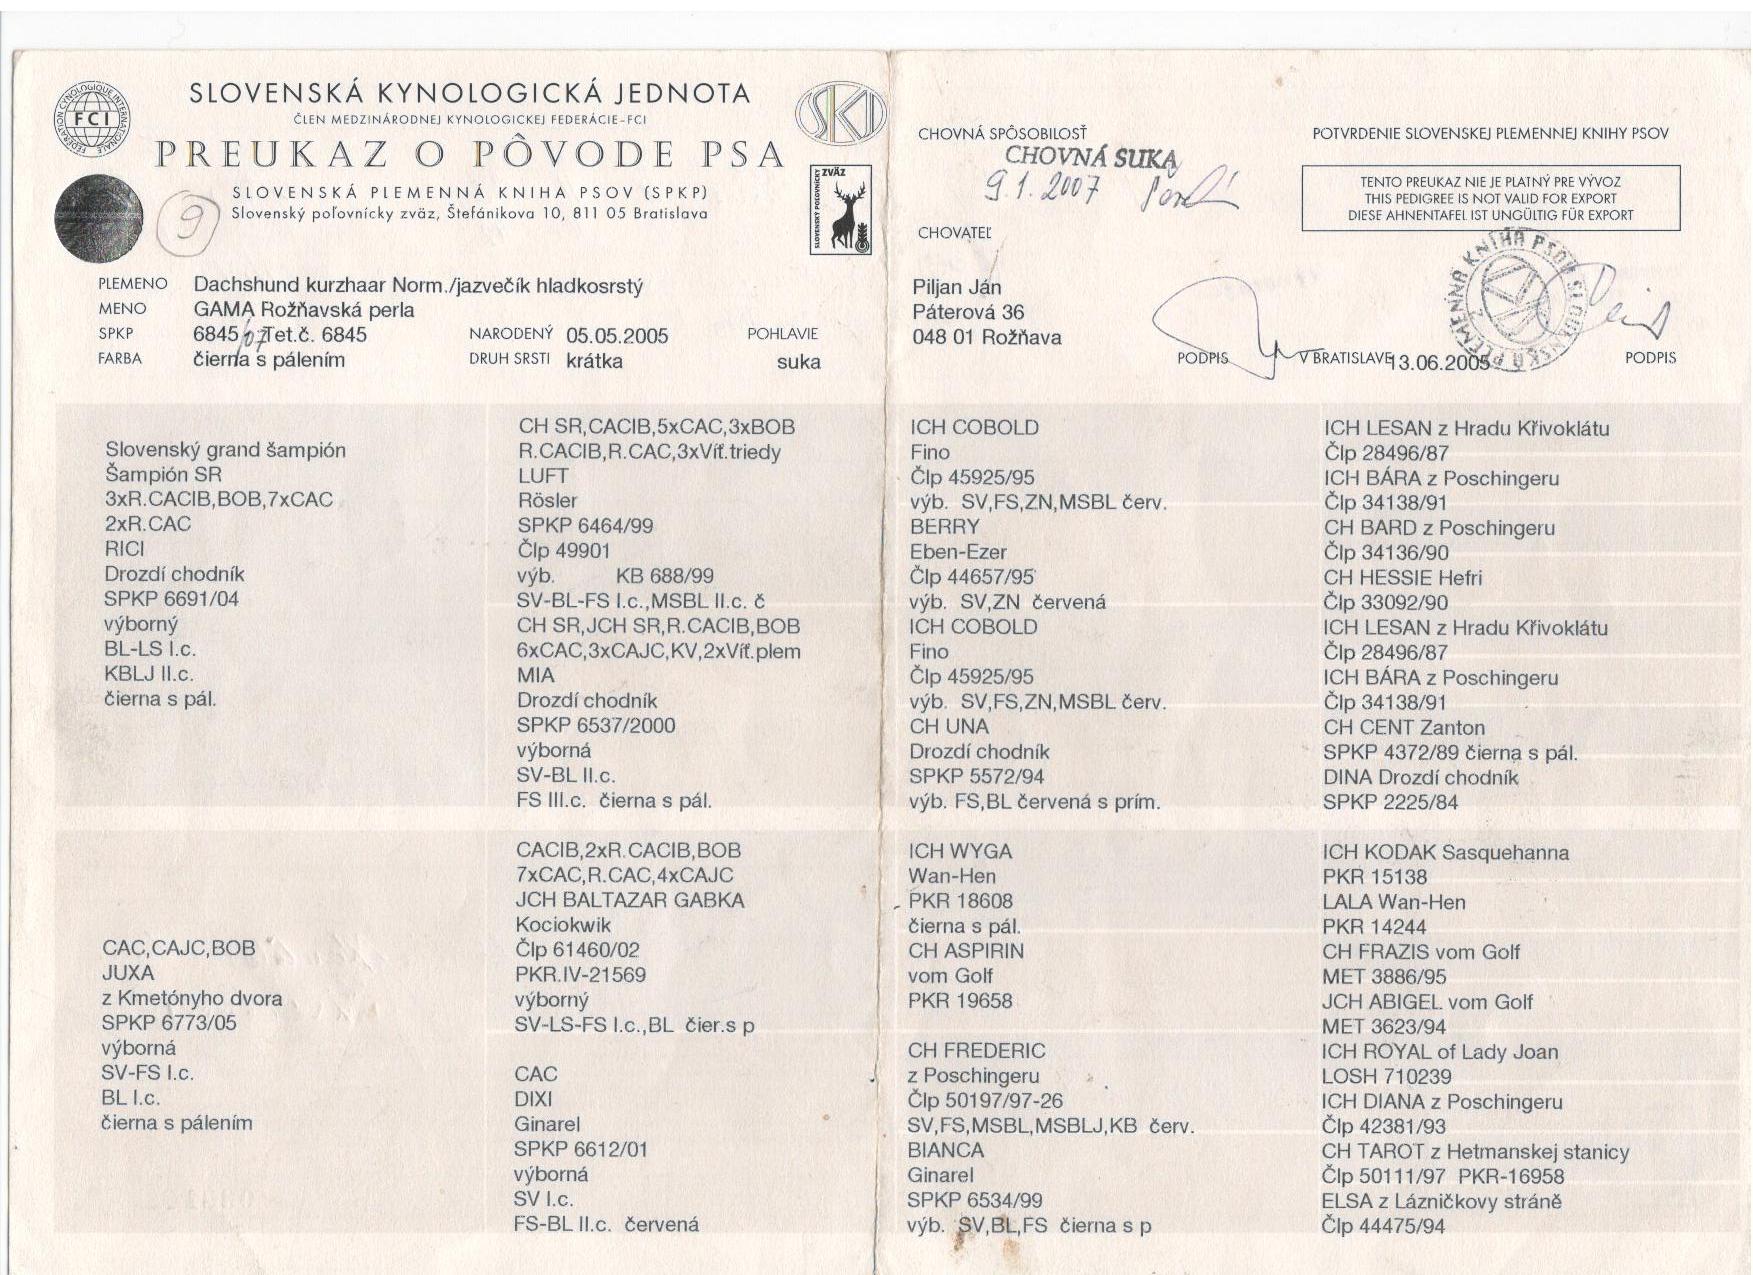 SLOVENSKÁ KYNOLOGICKÁ JEDNOTA
ČLEN MEDZINÁRODNEJ KYNOLOGICKEJ FEDERÁCIE-FCI
PREUKAZ O PÔVODE PSA
SLOVENSKÁ PLEMENNÁ KNIHA PSOV (SPKP)
Slovenský poľovnícky zväz, Štefánikova 10, 811 05 Bratislava
FEDERATION CYNOLOGIQUE INTERNATIONALE
FCI
9
SKJ
SLOVENSKÝ POĽOVNÍCKY ZVÄZ
PLEMENO Dachshund kurzhaar Norm./jazvečík hladkosrstý
MENO GAMA Rožňavská perla
SPKP 6845/07 Tet.č. 6845 NARODENÝ 05.05.2005 POHLAVIE
FARBA čierna s pálením DRUH SRSTI krátka suka
CHOVNÁ SPÔSOBILOSŤ
CHOVNÁ SUKA
9.1.2007
CHOVATEĽ
Piljan Ján
Páterová 36
048 01 Rožňava
POTVRDENIE SLOVENSKEJ PLEMENNEJ KNIHY PSOV
TENTO PREUKAZ NIE JE PLATNÝ PRE VÝVOZ
THIS PEDIGREE IS NOT VALID FOR EXPORT
DIESE AHNENTAFEL IST UNGÜLTIG FÜR EXPORT
PLEMENNÁ KNIHA PSOV SLOVENSKÁ
PODPIS V BRATISLAVE 13.06.2005 PODPIS
Slovenský grand šampión
Šampión SR
3xR.CACIB,BOB,7xCAC
2xR.CAC
RICI
Drozdí chodník
SPKP 6691/04
výborný
BL-LS I.c.
KBLJ II.c.
čierna s pál.
CH SR,CACIB,5xCAC,3xBOB
R.CACIB,R.CAC,3xVíť.triedy
LUFT
Rösler
SPKP 6464/99
Člp 49901
výb. KB 688/99
SV-BL-FS I.c.,MSBL II.c. č
CH SR,JCH SR,R.CACIB,BOB
6xCAC,3xCAJC,KV,2xVíť.plem
MIA
Drozdí chodník
SPKP 6537/2000
výborná
SV-BL II.c.
FS III.c. čierna s pál.
ICH COBOLD
Fino
Člp 45925/95
výb. SV,FS,ZN,MSBL červ.
BERRY
Eben-Ezer
Člp 44657/95
výb. SV,ZN červená
ICH COBOLD
Fino
Člp 45925/95
výb. SV,FS,ZN,MSBL červ.
CH UNA
Drozdí chodník
SPKP 5572/94
výb. FS,BL červená s prím.
ICH LESAN z Hradu Křivoklátu
Člp 28496/87
ICH BÁRA z Poschingeru
Člp 34138/91
CH BARD z Poschingeru
Člp 34136/90
CH HESSIE Hefri
Člp 33092/90
ICH LESAN z Hradu Křivoklátu
Člp 28496/87
ICH BÁRA z Poschingeru
Člp 34138/91
CH CENT Zanton
SPKP 4372/89 čierna s pál.
DINA Drozdí chodník
SPKP 2225/84
CAC,CAJC,BOB
JUXA
z Kmetónyho dvora
SPKP 6773/05
výborná
SV-FS I.c.
BL I.c.
čierna s pálením
CACIB,2xR.CACIB,BOB
7xCAC,R.CAC,4xCAJC
JCH BALTAZAR GABKA
Kociokwik
Člp 61460/02
PKR.IV-21569
výborný
SV-LS-FS I.c.,BL čier.s p
CAC
DIXI
Ginarel
SPKP 6612/01
výborná
SV I.c.
FS-BL II.c. červená
ICH WYGA
Wan-Hen
PKR 18608
čierna s pál.
CH ASPIRIN
vom Golf
PKR 19658
CH FREDERIC
z Poschingeru
Člp 50197/97-26
SV,FS,MSBL,MSBLJ,KB červ.
BIANCA
Ginarel
SPKP 6534/99
výb. SV,BL,FS čierna s p
ICH KODAK Sasquehanna
PKR 15138
LALA Wan-Hen
PKR 14244
CH FRAZIS vom Golf
MET 3886/95
JCH ABIGEL vom Golf
MET 3623/94
ICH ROYAL of Lady Joan
LOSH 710239
ICH DIANA z Poschingeru
Člp 42381/93
CH TAROT z Hetmanskej stanicy
Člp 50111/97 PKR-16958
ELSA z Lázničkovy stráně
Člp 44475/94